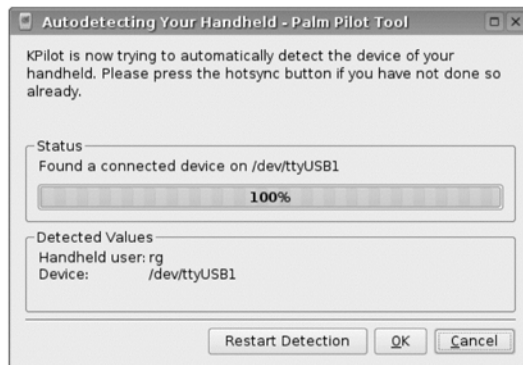 Autodetecting Your Handheld - Palm Pilot Tool
KPilot is now trying to automatically detect the device of your
handheld. Please press the hotsync button if you have not done so
already.
Status
Found a connected device on /dev/ttyUSB1
100%
Detected Values
Handheld user: rg
Device: /dev/ttyUSB1
Restart Detection OK Cancel